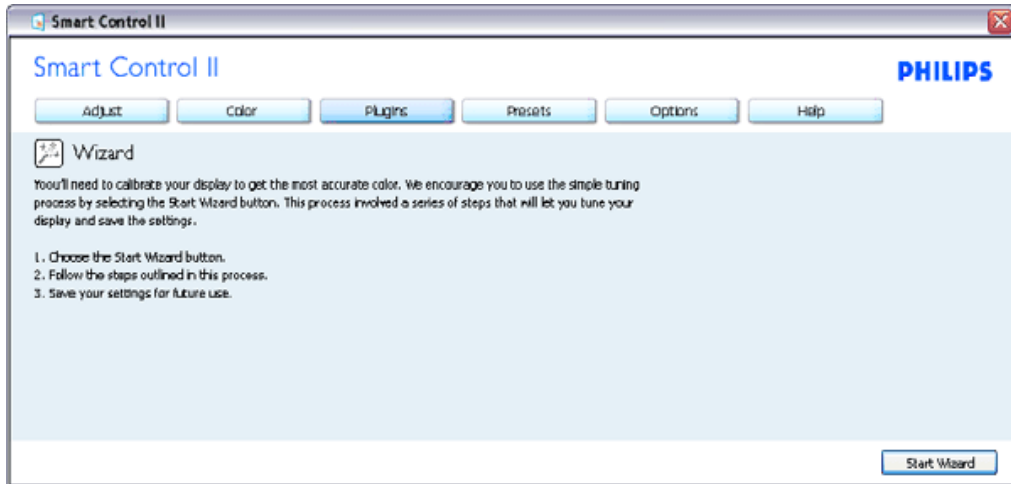 Smart Control II
Smart Control II
PHILIPS
Adjust Color Plugins Presets Options Help
Wizard
Yoou'll need to calibrate your display to get the most accurate color. We encourage you to use the simple tuning
process by selecting the Start Wizard button. This process involved a series of steps that will let you tune your
display and save the settings.
1. Choose the Start Wizard button.
2. Follow the steps outlined in this process.
3. Save your settings for future use.
Start Wizard